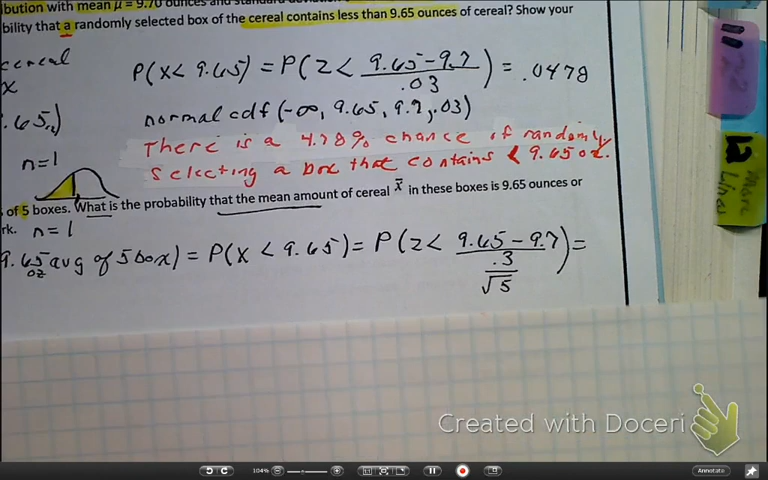 ibution with mean μ = 9.70 ounces and standard
bility that a randomly selected box of the cereal contains less than 9.65 ounces of cereal? Show your
cereal
x
P(x < 9.65) = P(z < 9.65-9.7 / .03) = .0478
.65)
normal cdf (-∞, 9.65, 9.7, .03)
There is a 4.78% chance of randomly
selecting a box that contains < 9.65 oz.
n=1
of 5 boxes. What is the probability that the mean amount of cereal x̄ in these boxes is 9.65 ounces or
rk. n = 1
9.65 oz avg of 5 box) = P(x < 9.65) = P(z < 9.65-9.7 / .3/√5) =
Created with Doceri
104%
Annotate